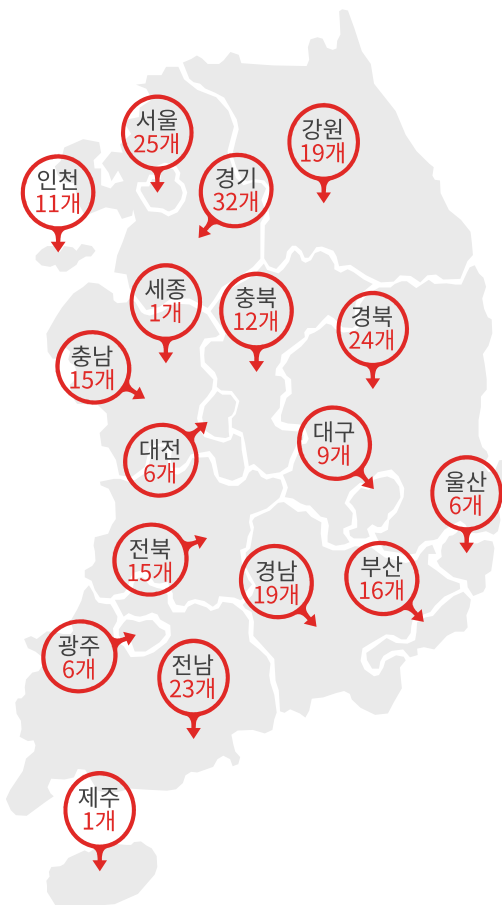 서울
25개
강원
19개
인천
11개
경기
32개
세종
1개
충북
12개
경북
24개
충남
15개
대전
6개
대구
9개
울산
6개
전북
15개
경남
19개
부산
16개
광주
6개
전남
23개
제주
1개